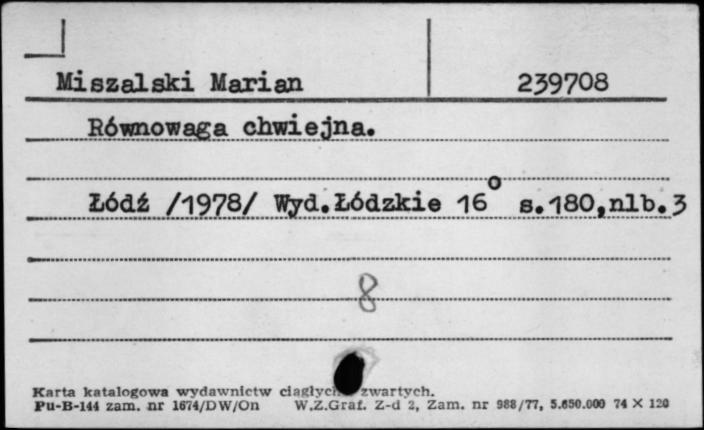 Miszalski Marian 239708
Równowaga chwiejna.
Łódź /1978/ Wyd.Łódzkie 16° s.180,nlb.3
8
Karta katalogowa wydawnictw zwartych.
Pu-B-144 zam. nr 1674/DW/On W.Z.Graf. Z-d 2, Zam. nr 988/77, 5.650.000 74 X 120